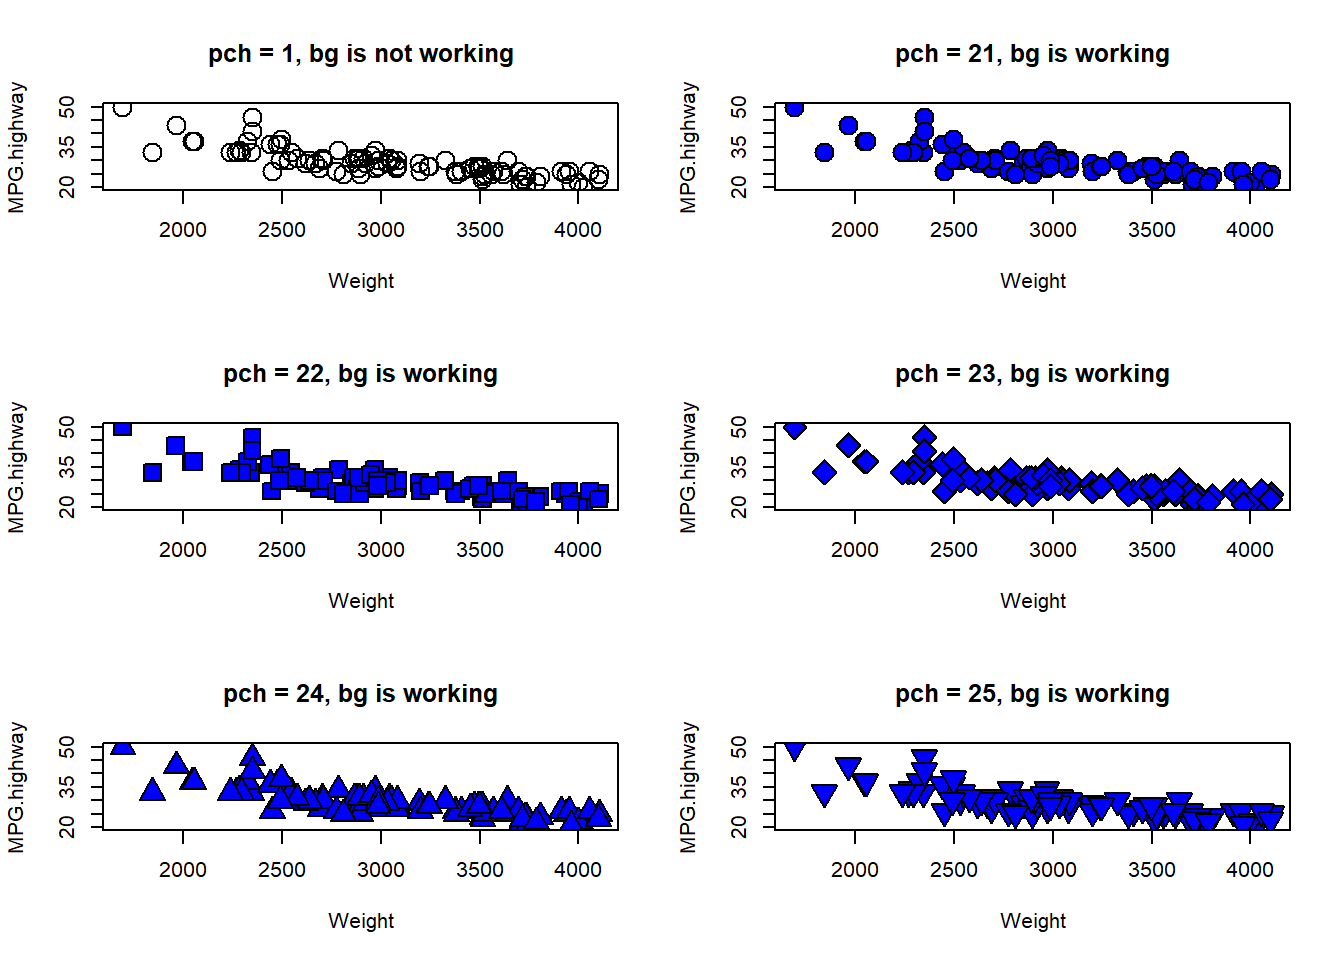 pch = 1, bg is not working
MPG.highway
50
35
20
2000 2500 3000 3500 4000
Weight
pch = 21, bg is working
MPG.highway
50
35
20
2000 2500 3000 3500 4000
Weight
pch = 22, bg is working
MPG.highway
50
35
20
2000 2500 3000 3500 4000
Weight
pch = 23, bg is working
MPG.highway
50
35
20
2000 2500 3000 3500 4000
Weight
pch = 24, bg is working
MPG.highway
50
35
20
2000 2500 3000 3500 4000
Weight
pch = 25, bg is working
MPG.highway
50
35
20
2000 2500 3000 3500 4000
Weight